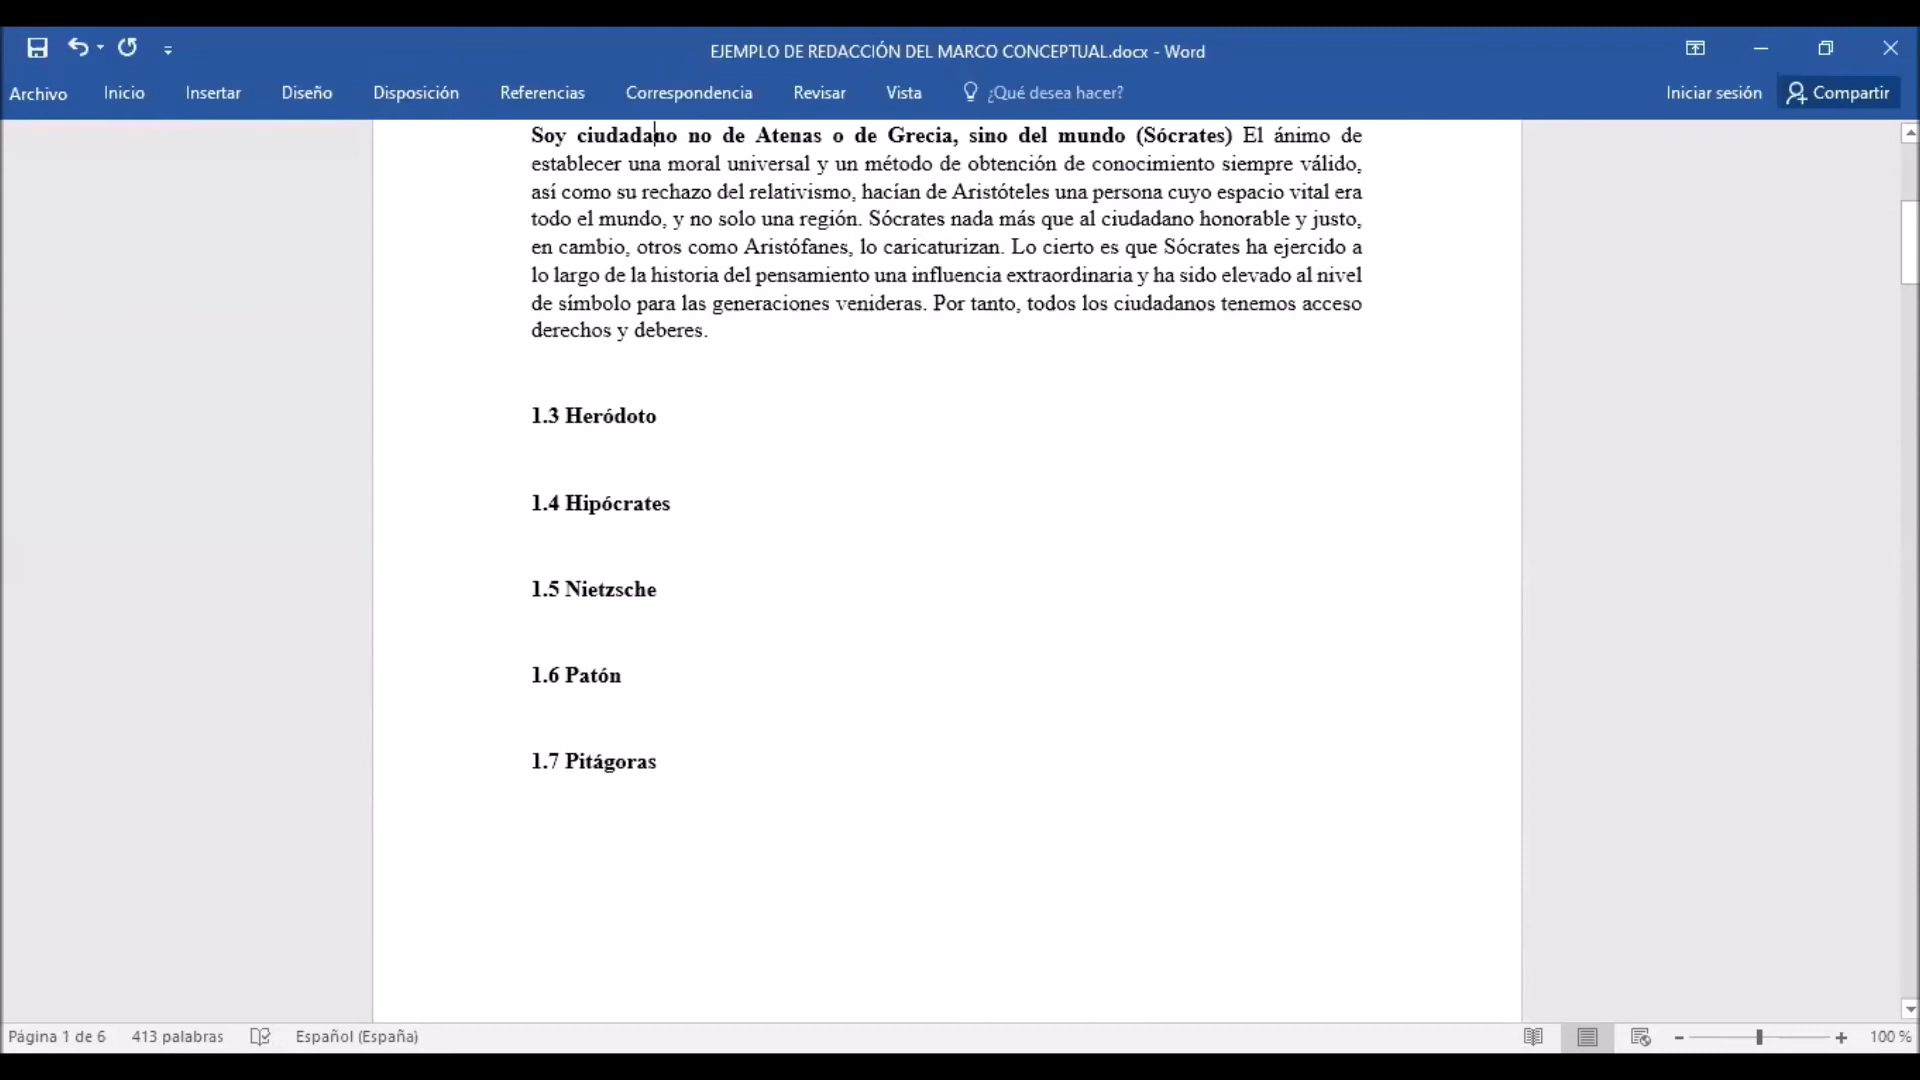 EJEMPLO DE REDACCIÓN DEL MARCO CONCEPTUAL.docx - Word
Archivo Inicio Insertar Diseño Disposición Referencias Correspondencia Revisar Vista ¿Qué desea hacer? Iniciar sesión Compartir
Soy ciudadano no de Atenas o de Grecia, sino del mundo (Sócrates) El ánimo de
establecer una moral universal y un método de obtención de conocimiento siempre válido,
así como su rechazo del relativismo, hacían de Aristóteles una persona cuyo espacio vital era
todo el mundo, y no solo una región. Sócrates nada más que al ciudadano honorable y justo,
en cambio, otros como Aristófanes, lo caricaturizan. Lo cierto es que Sócrates ha ejercido a
lo largo de la historia del pensamiento una influencia extraordinaria y ha sido elevado al nivel
de símbolo para las generaciones venideras. Por tanto, todos los ciudadanos tenemos acceso
derechos y deberes.
1.3 Heródoto
1.4 Hipócrates
1.5 Nietzsche
1.6 Patón
1.7 Pitágoras
Página 1 de 6 413 palabras Español (España) 100 %